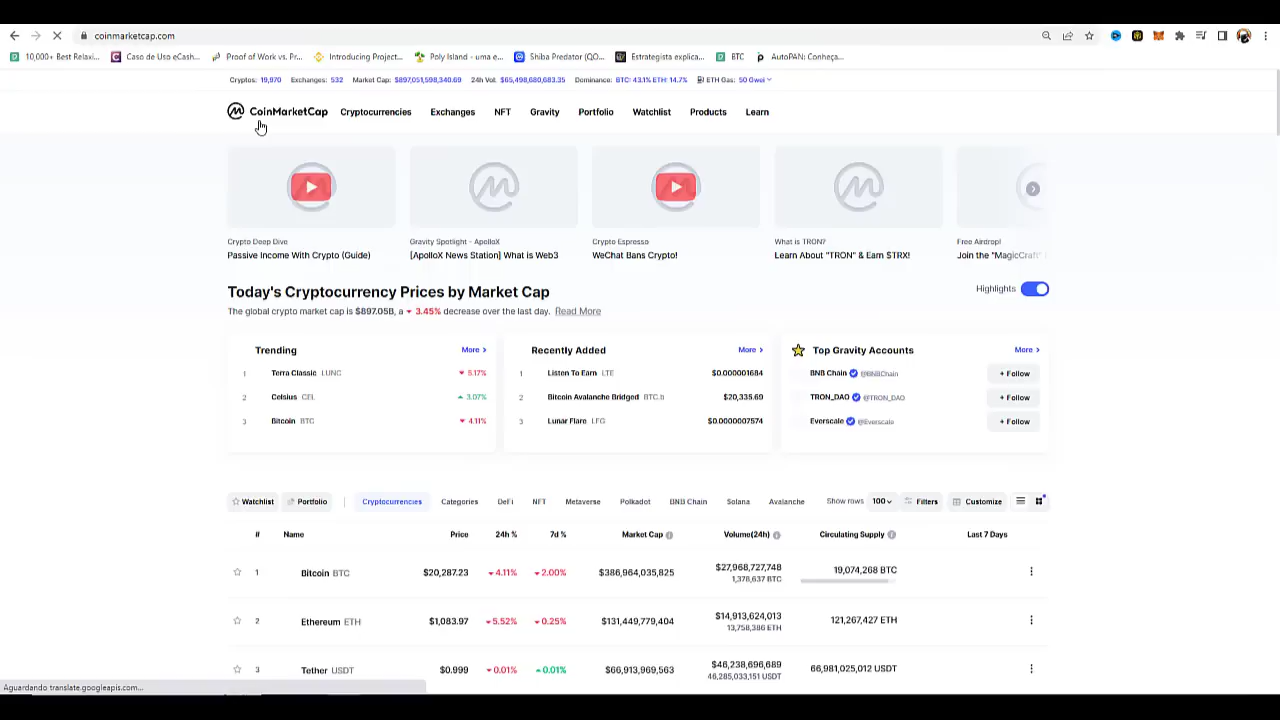 coinmarketcap.com
10,000+ Best Relaxi... Caso de Uso eCash... Proof of Work vs. Pr... Introducing Project... Poly Island - uma e... Shiba Predator (QO... Estrategista explica... BTC AutoPAN: Conheça...
Cryptos: 19,970 Exchanges: 532 Market Cap: $897,051,598,340.69 24h Vol: $65,498,680,683.35 Dominance: BTC: 43.1% ETH: 14.7% ETH Gas: 50 Gwei
CoinMarketCap Cryptocurrencies Exchanges NFT Gravity Portfolio Watchlist Products Learn
Crypto Deep Dive Gravity Spotlight - ApolloX Crypto Espresso What is TRON? Free Airdrop!
Passive Income With Crypto (Guide) [ApolloX News Station] What is Web3 WeChat Bans Crypto! Learn About "TRON" & Earn $TRX! Join the "MagicCraft"
Today's Cryptocurrency Prices by Market Cap Highlights
The global crypto market cap is $897.05B, a 3.45% decrease over the last day. Read More
Trending More Recently Added More Top Gravity Accounts More
1 Terra Classic LUNC 5.17% 1 Listen To Earn LTE $0.000001684 BNB Chain @BNBChain + Follow
2 Celsius CEL 3.07% 2 Bitcoin Avalanche Bridged BTC.b $20,335.69 TRON_DAO @TRON_DAO + Follow
3 Bitcoin BTC 4.11% 3 Lunar Flare LFG $0.0000007574 Everscale @Everscale + Follow
Watchlist Portfolio Cryptocurrencies Categories DeFi NFT Metaverse Polkadot BNB Chain Solana Avalanche Show rows 100 Filters Customize
# Name Price 24h % 7d % Market Cap Volume(24h) Circulating Supply Last 7 Days
1 Bitcoin BTC $20,287.23 4.11% 2.00% $386,964,035,825 $27,968,727,748 19,074,268 BTC
1,378,637 BTC
2 Ethereum ETH $1,083.97 5.52% 0.25% $131,449,779,404 $14,913,624,013 121,267,427 ETH
13,758,386 ETH
3 Tether USDT $0.999 0.01% 0.01% $66,913,969,563 $46,238,696,689 66,981,025,012 USDT
46,285,033,151 USDT
Aguardando translate.googleapis.com...